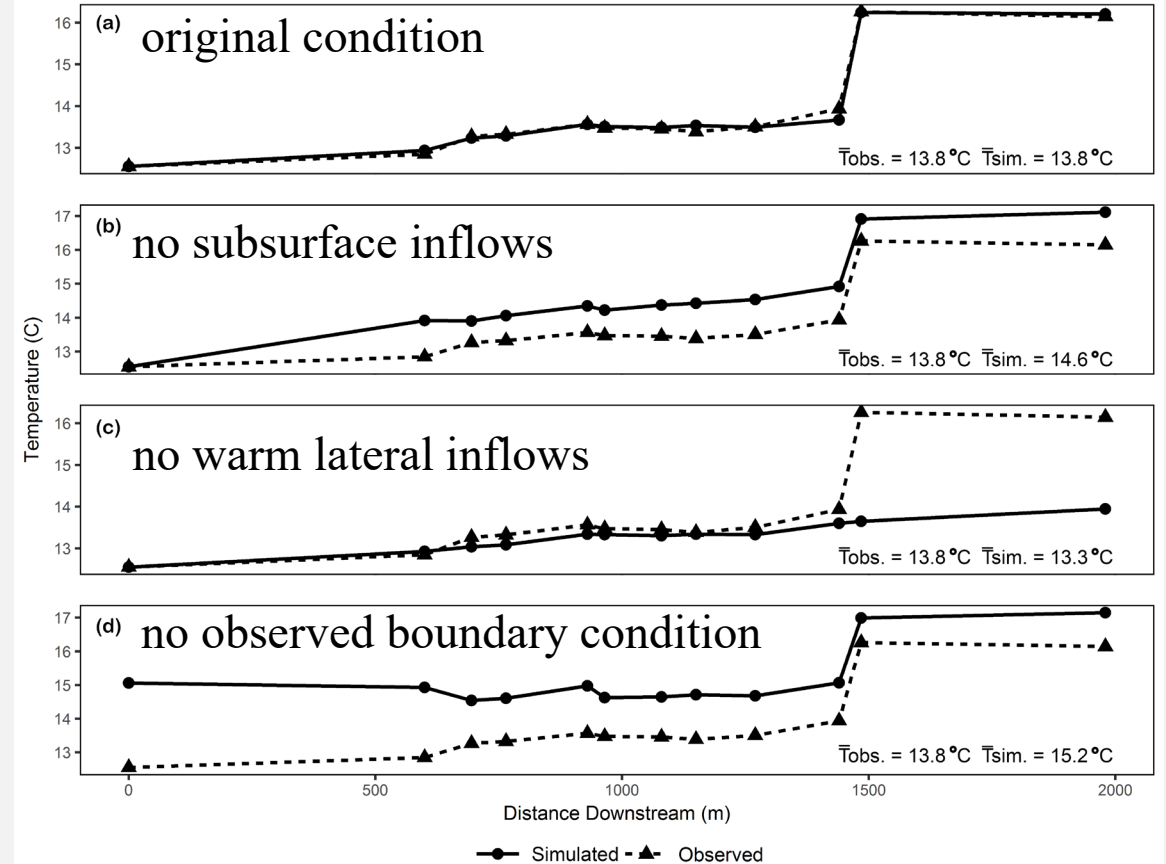 (a) original condition
16
15
14
13
T̿obs. = 13.8 °C T̿sim. = 13.8 °C
(b) no subsurface inflows
17
16
15
14
13
T̿obs. = 13.8 °C T̿sim. = 14.6 °C
Temperature (C)
(c) no warm lateral inflows
16
15
14
13
T̿obs. = 13.8 °C T̿sim. = 13.3 °C
(d) no observed boundary condition
17
16
15
14
13
T̿obs. = 13.8 °C T̿sim. = 15.2 °C
0 500 1000 1500 2000
Distance Downstream (m)
Simulated Observed